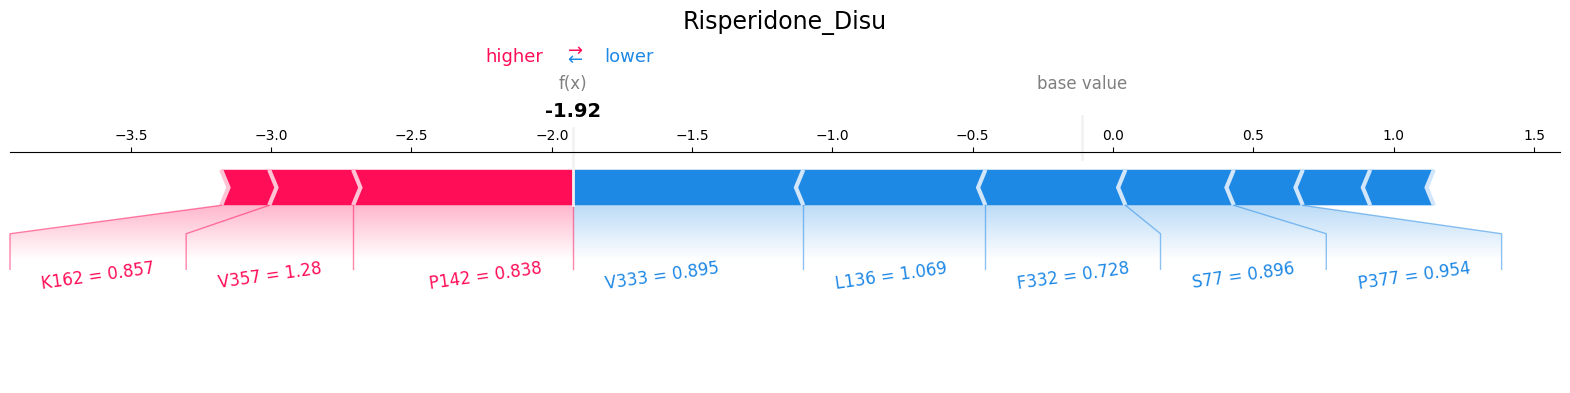 Risperidone_Disu
higher ⇄ lower
f(x) base value
-1.92
−3.5 −3.0 −2.5 −2.0 −1.5 −1.0 −0.5 0.0 0.5 1.0 1.5
K162 = 0.857 V357 = 1.28 P142 = 0.838 V333 = 0.895 L136 = 1.069 F332 = 0.728 S77 = 0.896 P377 = 0.954